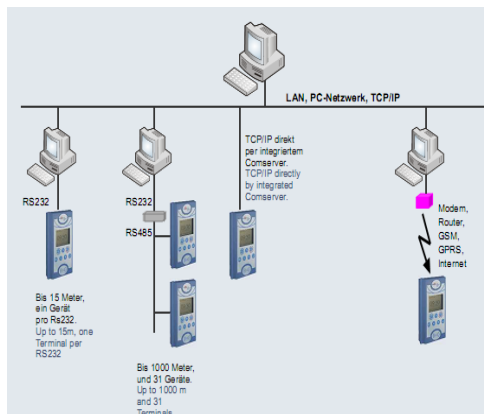 LAN, PC-Netzwerk, TCP/IP
RS232
Bis 15 Meter,
ein Gerät
pro Rs232.
Up to 15m, one
Terminal per
RS232
RS232
RS485
Bis 1000 Meter,
und 31 Geräte.
Up to 1000 m
and 31
Terminals
TCP/IP direkt
per integriertem
Comserver.
TCP/IP directly
by integrated
Comserver.
Modem,
Router,
GSM,
GPRS,
Internet